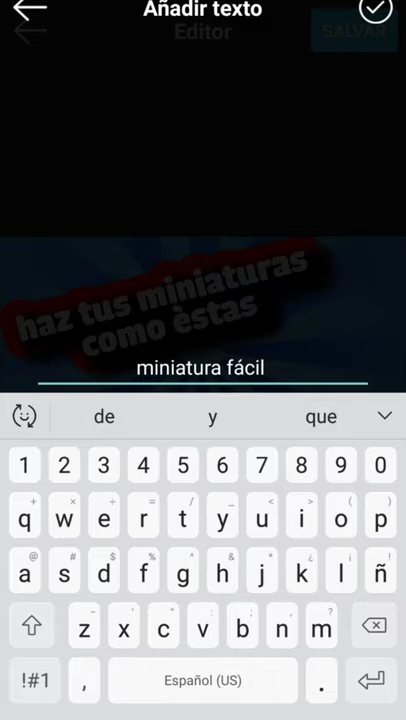 Añadir texto
Editor
SALVAR
haz tus miniaturas
como èstas
miniatura fácil
de y que
1 2 3 4 5 6 7 8 9 0
+ × ÷ = / _ < > ( )
q w e r t y u i o p
@ # $ % ^ & * ¿ ¡ !
a s d f g h j k l ñ
- ' " : ; , ?
z x c v b n m
!#1 , Español (US) .